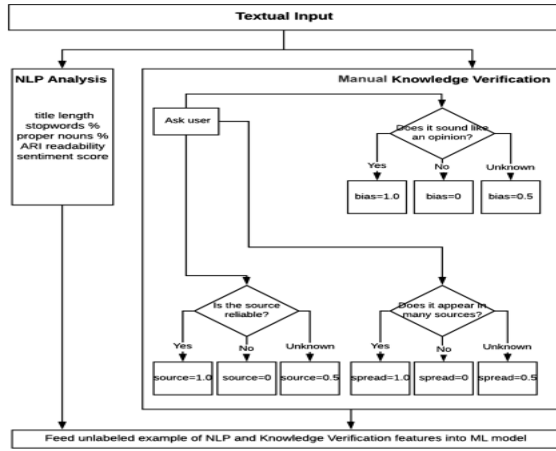 Textual Input
NLP Analysis
title length
stopwords %
proper nouns %
ARI readability
sentiment score
Manual Knowledge Verification
Ask user
Does it sound like
an opinion?
Yes
No
Unknown
bias=1.0
bias=0
bias=0.5
Is the source
reliable?
Yes
No
Unknown
source=1.0
source=0
source=0.5
Does it appear in
many sources?
Yes
No
Unknown
spread=1.0
spread=0
spread=0.5
Feed unlabeled example of NLP and Knowledge Verification features into ML model